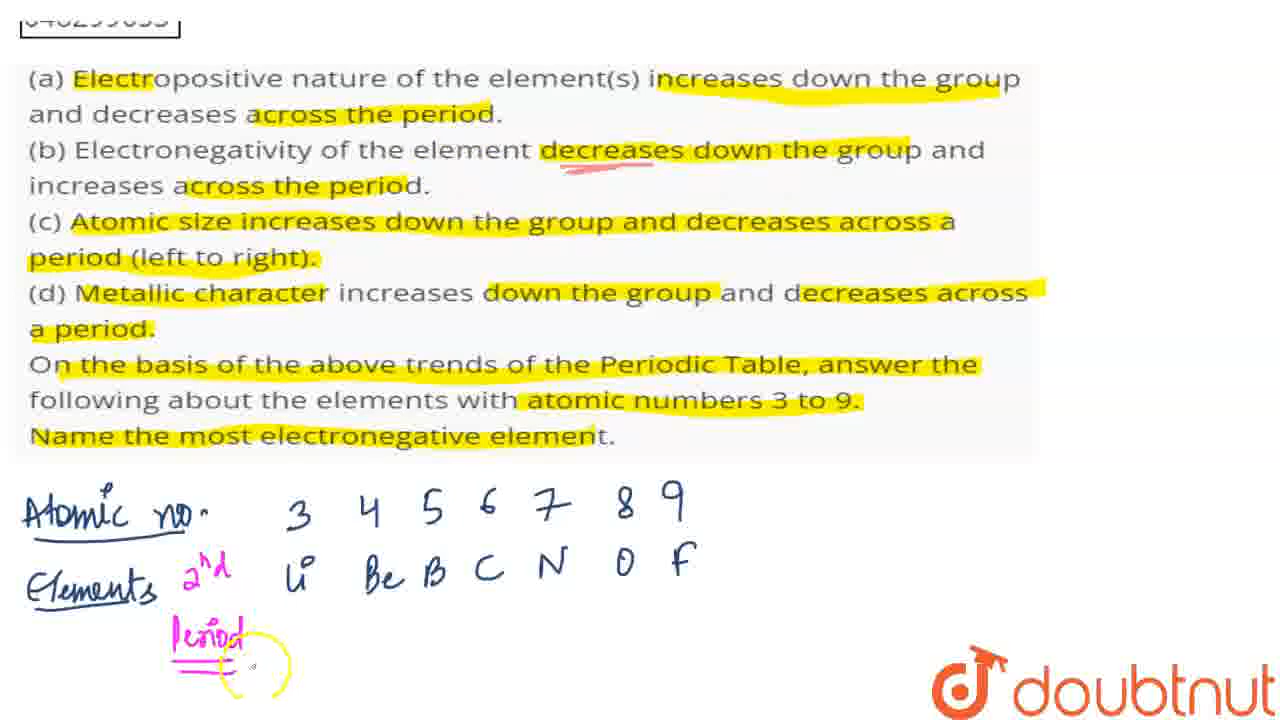 (a) Electropositive nature of the element(s) increases down the group
and decreases across the period.
(b) Electronegativity of the element decreases down the group and
increases across the period.
(c) Atomic size increases down the group and decreases across a
period (left to right).
(d) Metallic character increases down the group and decreases across
a period.
On the basis of the above trends of the Periodic Table, answer the
following about the elements with atomic numbers 3 to 9.
Name the most electronegative element.
Atomic no. 3 4 5 6 7 8 9
Elements 2nd Li Be B C N O F
Period
doubtnut